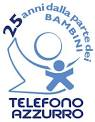 25 anni dalla parte dei
BAMBINI
TELEFONO
AZZURRO